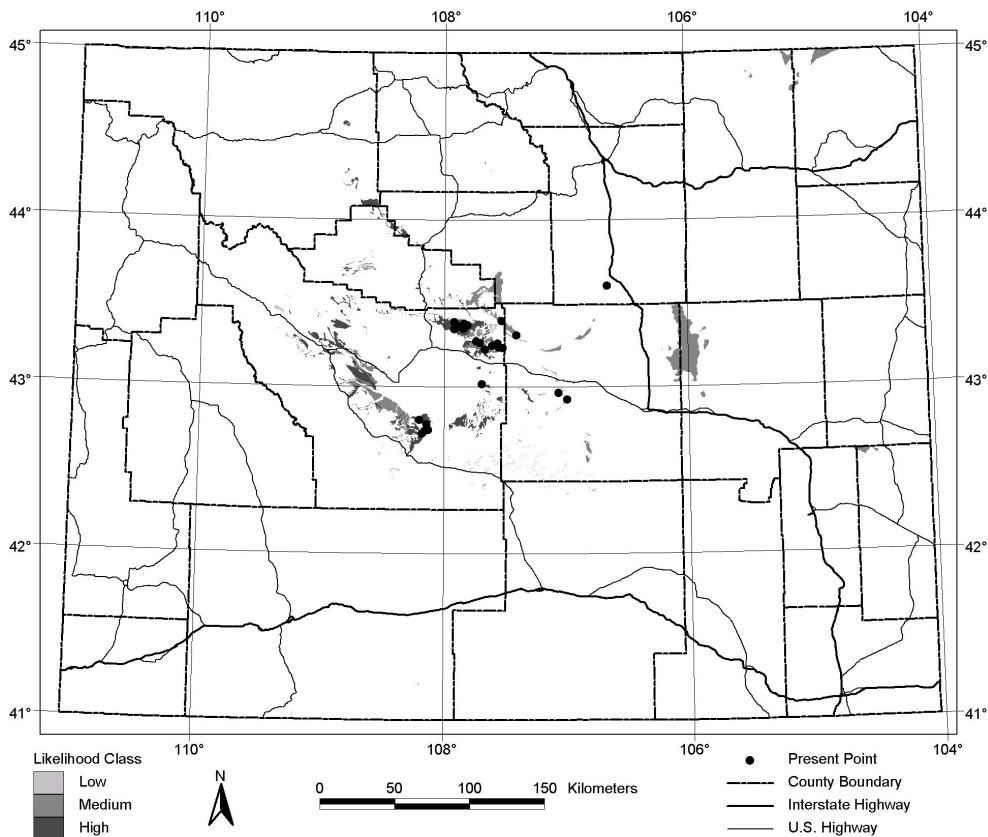 110° 108° 106° 104°
45° 45°
44° 44°
43° 43°
42° 42°
41° 41°
110° 108° 106° 104°
Likelihood Class
Low
Medium
High
N
0 50 100 150 Kilometers
Present Point
County Boundary
Interstate Highway
U.S. Highway